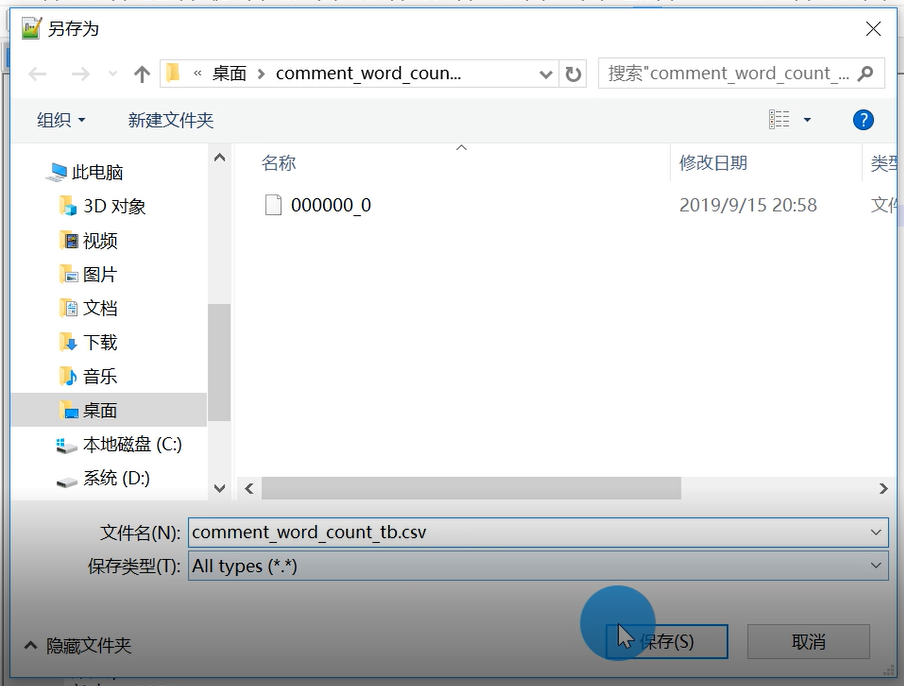 另存为
« 桌面 › comment_word_coun...
搜索"comment_word_count_...
组织
新建文件夹
名称
修改日期
类型
000000_0
2019/9/15 20:58
文件
此电脑
3D 对象
视频
图片
文档
下载
音乐
桌面
本地磁盘 (C:)
系统 (D:)
文件名(N): comment_word_count_tb.csv
保存类型(T): All types (*.*)
隐藏文件夹
保存(S)
取消